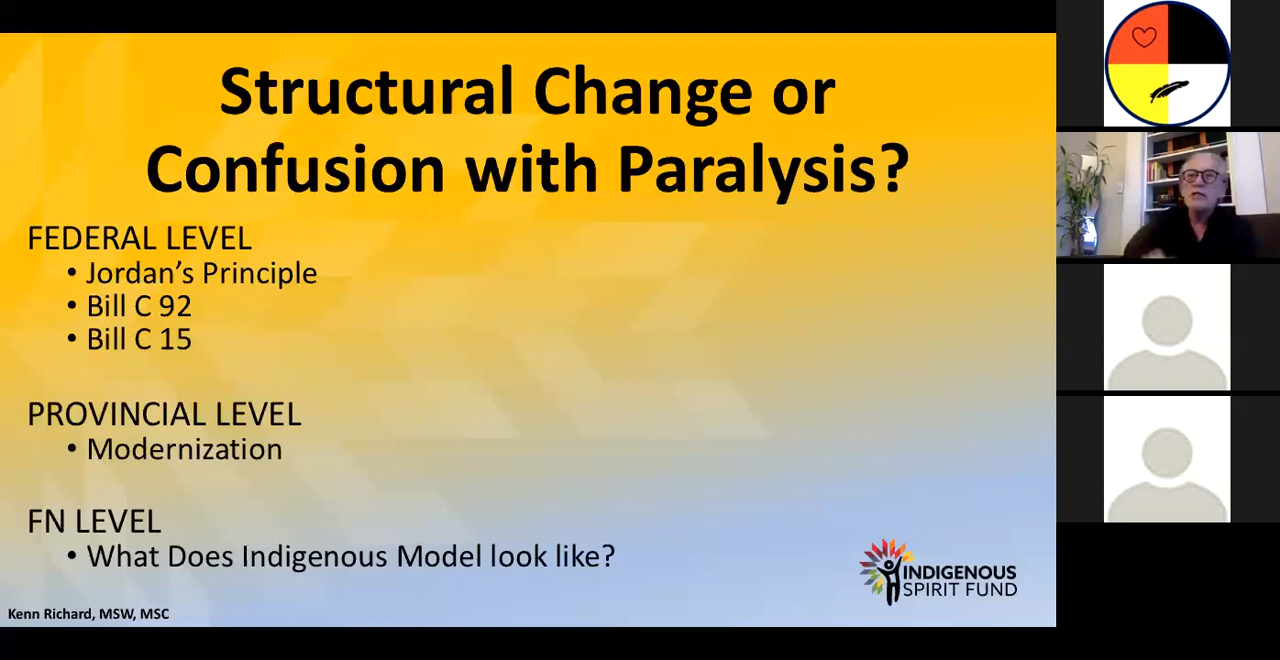 Structural Change or
Confusion with Paralysis?
FEDERAL LEVEL
• Jordan’s Principle
• Bill C 92
• Bill C 15
PROVINCIAL LEVEL
• Modernization
FN LEVEL
• What Does Indigenous Model look like?
INDIGENOUS
SPIRIT FUND
Kenn Richard, MSW, MSC